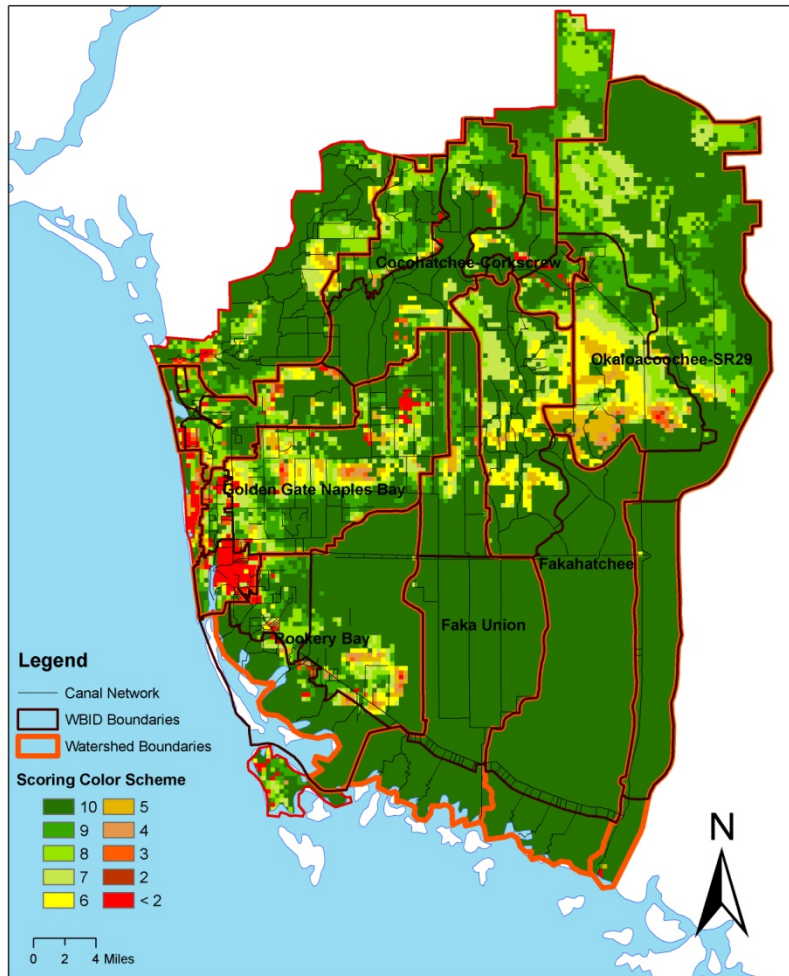 Cocohatchee-Corkscrew
Okaloacoochee-SR29
Golden Gate Naples Bay
Fakahatchee
Faka Union
Rookery Bay
Legend
Canal Network
WBID Boundaries
Watershed Boundaries
Scoring Color Scheme
10 5
9 4
8 3
7 2
6 < 2
0 2 4 Miles
N